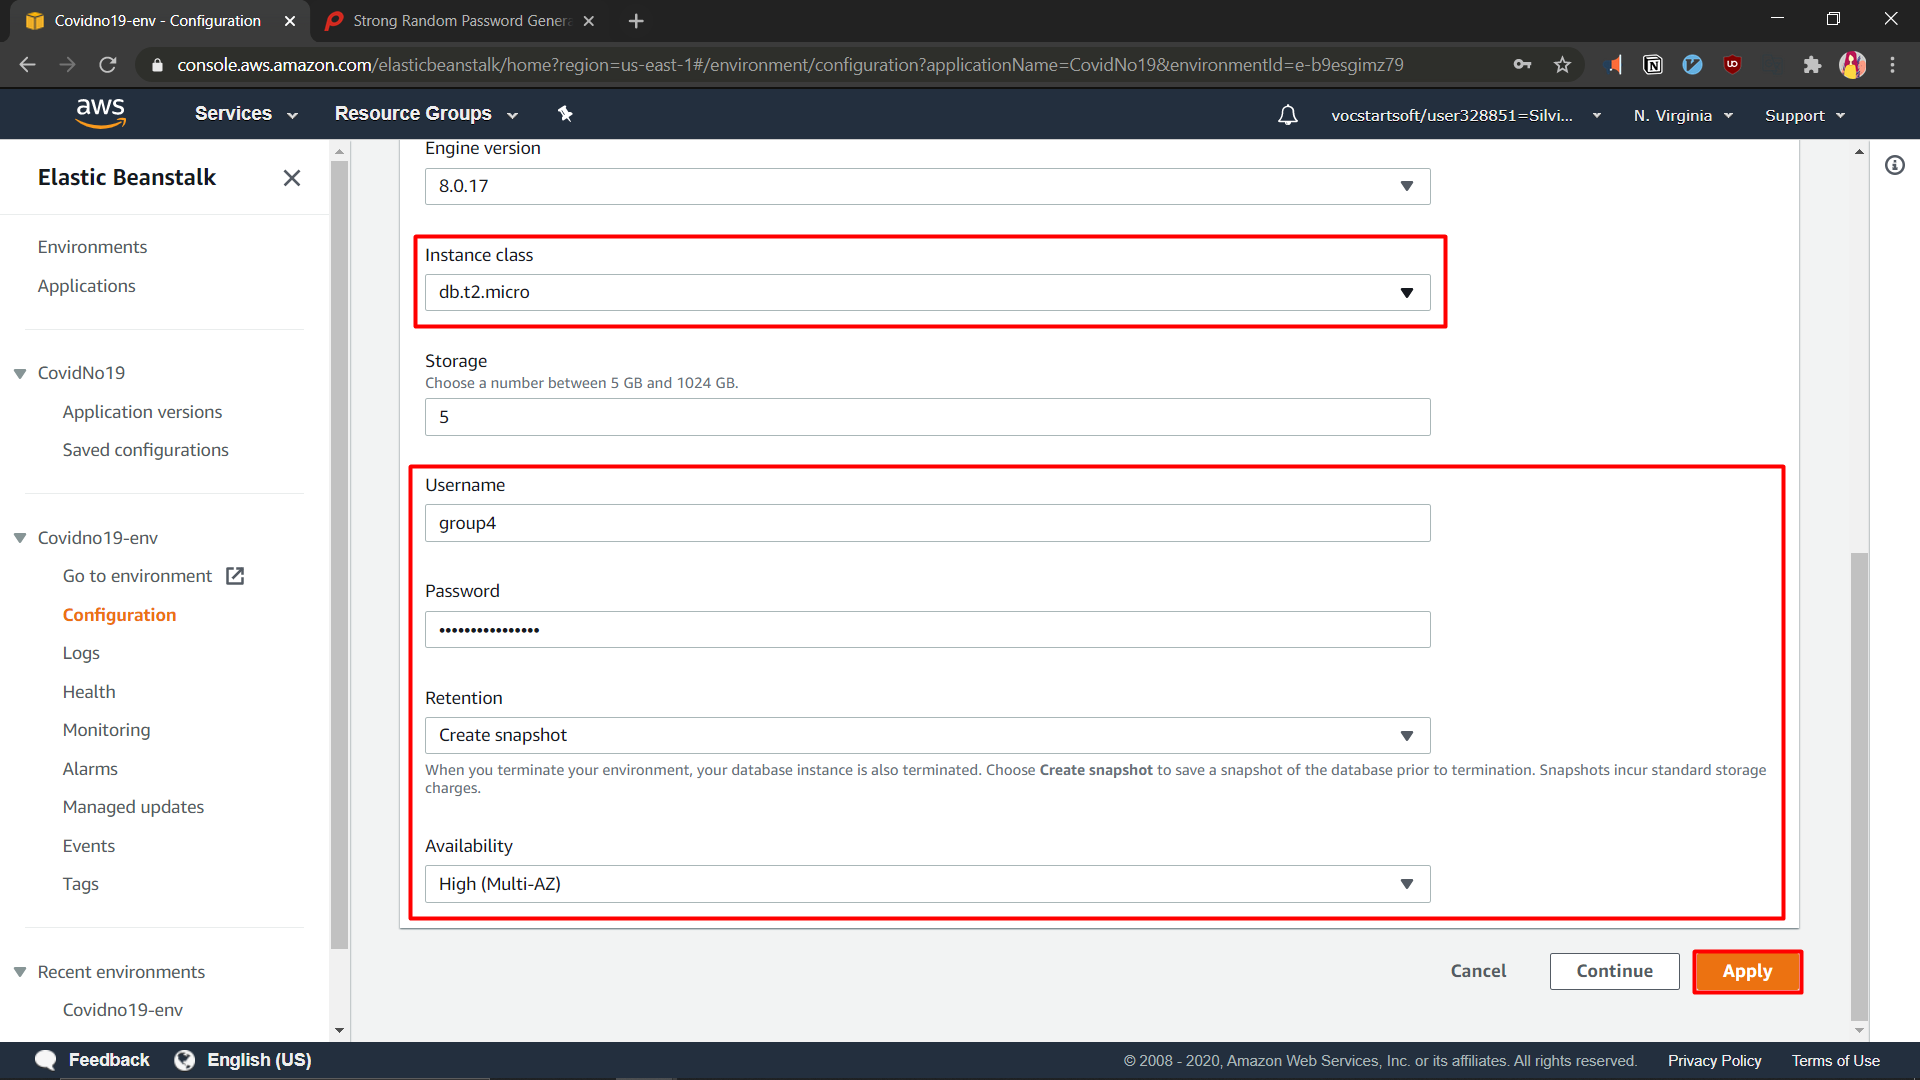 Covidno19-env - Configuration
Strong Random Password Gener
console.aws.amazon.com/elasticbeanstalk/home?region=us-east-1#/environment/configuration?applicationName=CovidNo19&environmentId=e-b9esgimz79
aws
Services
Resource Groups
vocstartsoft/user328851=Silvi...
N. Virginia
Support
Elastic Beanstalk
Environments
Applications
CovidNo19
Application versions
Saved configurations
Covidno19-env
Go to environment
Configuration
Logs
Health
Monitoring
Alarms
Managed updates
Events
Tags
Recent environments
Covidno19-env
Engine version
8.0.17
Instance class
db.t2.micro
Storage
Choose a number between 5 GB and 1024 GB.
5
Username
group4
Password
••••••••••••••••
Retention
Create snapshot
When you terminate your environment, your database instance is also terminated. Choose Create snapshot to save a snapshot of the database prior to termination. Snapshots incur standard storage
charges.
Availability
High (Multi-AZ)
Cancel
Continue
Apply
Feedback
English (US)
© 2008 - 2020, Amazon Web Services, Inc. or its affiliates. All rights reserved.
Privacy Policy
Terms of Use